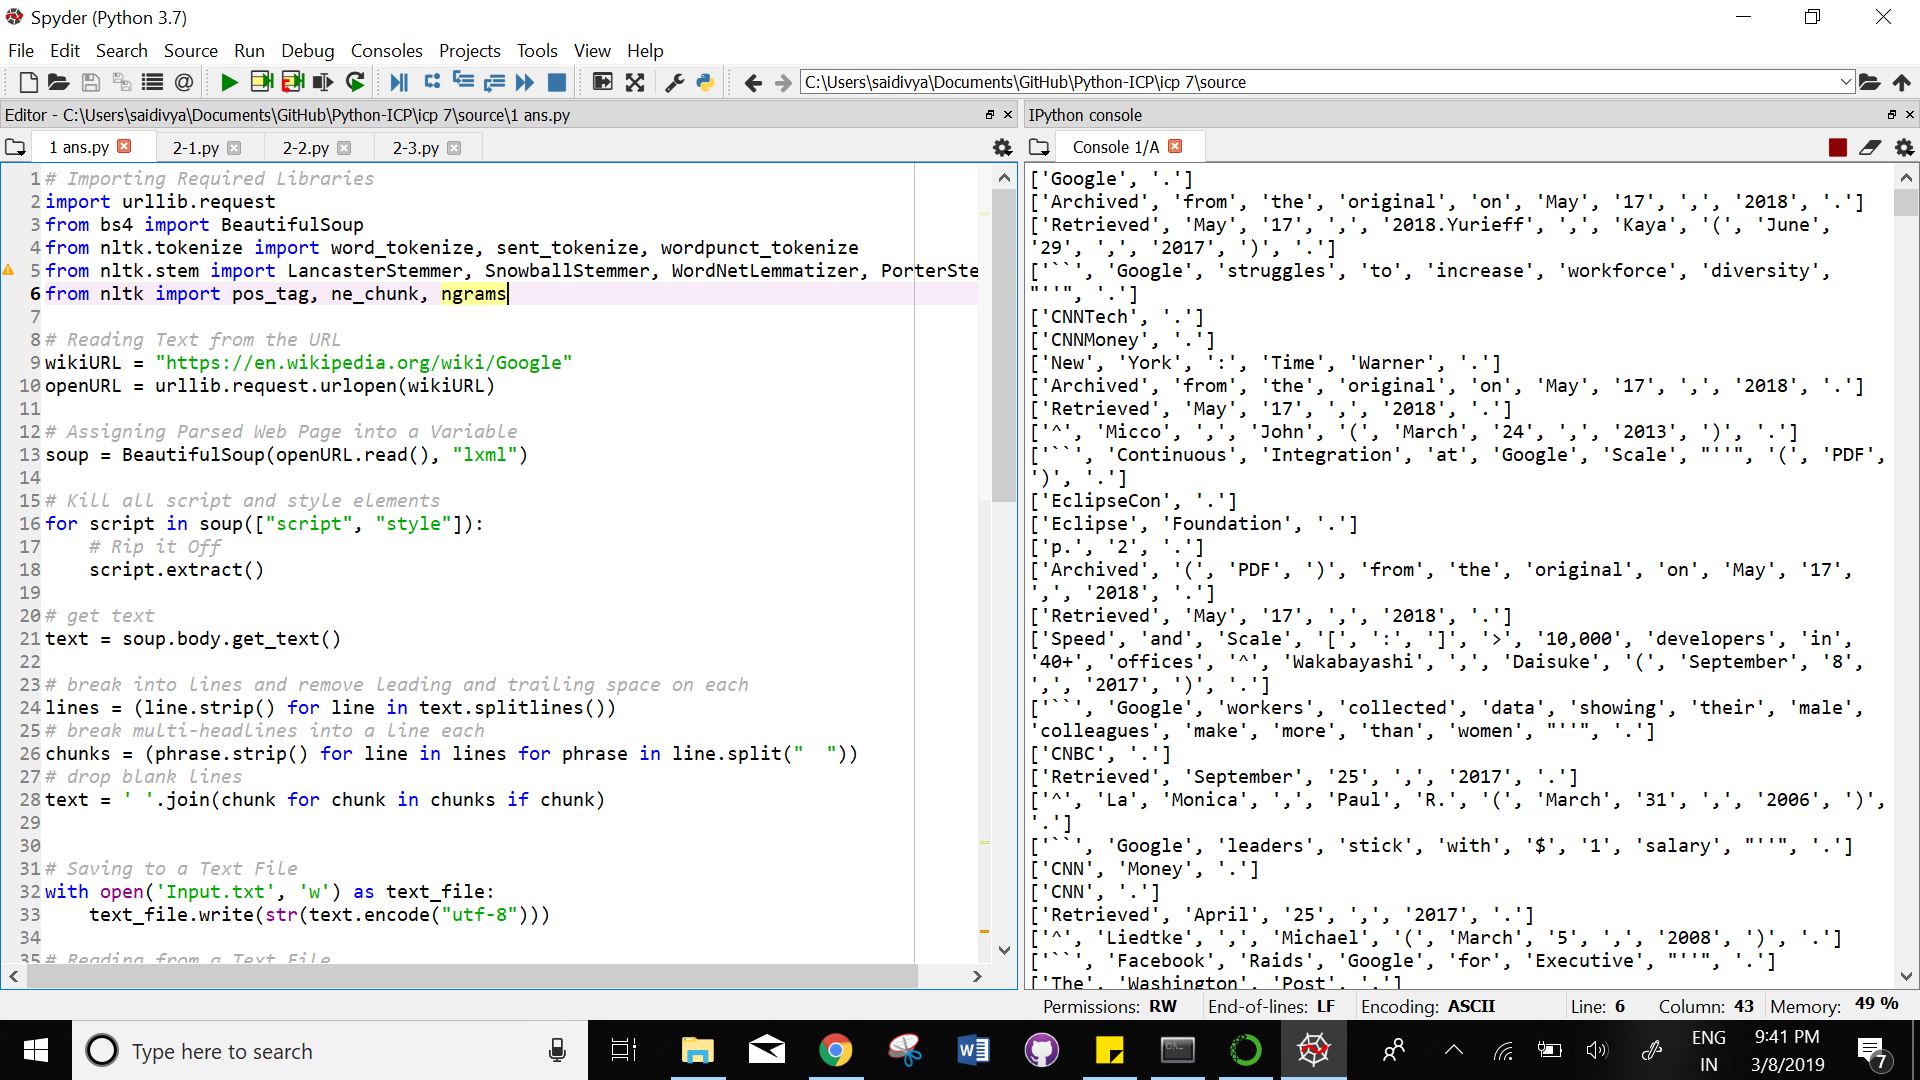 Spyder (Python 3.7)
File Edit Search Source Run Debug Consoles Projects Tools View Help
C:\Users\saidivya\Documents\GitHub\Python-ICP\icp 7\source
Editor - C:\Users\saidivya\Documents\GitHub\Python-ICP\icp 7\source\1 ans.py
1 ans.py 2-1.py 2-2.py 2-3.py
1 # Importing Required Libraries
2 import urllib.request
3 from bs4 import BeautifulSoup
4 from nltk.tokenize import word_tokenize, sent_tokenize, wordpunct_tokenize
5 from nltk.stem import LancasterStemmer, SnowballStemmer, WordNetLemmatizer, PorterSte
6 from nltk import pos_tag, ne_chunk, ngrams
7
8 # Reading Text from the URL
9 wikiURL = "https://en.wikipedia.org/wiki/Google"
10 openURL = urllib.request.urlopen(wikiURL)
11
12 # Assigning Parsed Web Page into a Variable
13 soup = BeautifulSoup(openURL.read(), "lxml")
14
15 # Kill all script and style elements
16 for script in soup(["script", "style"]):
17     # Rip it Off
18     script.extract()
19
20 # get text
21 text = soup.body.get_text()
22
23 # break into lines and remove leading and trailing space on each
24 lines = (line.strip() for line in text.splitlines())
25 # break multi-headlines into a line each
26 chunks = (phrase.strip() for line in lines for phrase in line.split("  "))
27 # drop blank lines
28 text = ' '.join(chunk for chunk in chunks if chunk)
29
30
31 # Saving to a Text File
32 with open('Input.txt', 'w') as text_file:
33     text_file.write(str(text.encode("utf-8")))
34
35 # Reading from a Text File
IPython console
Console 1/A
['Google', '.']
['Archived', 'from', 'the', 'original', 'on', 'May', '17', ',', '2018', '.']
['Retrieved', 'May', '17', ',', '2018.Yurieff', ',', 'Kaya', '(', 'June',
'29', ',', '2017', ')', '.']
['``', 'Google', 'struggles', 'to', 'increase', 'workforce', 'diversity',
"''", '.']
['CNNTech', '.']
['CNNMoney', '.']
['New', 'York', ':', 'Time', 'Warner', '.']
['Archived', 'from', 'the', 'original', 'on', 'May', '17', ',', '2018', '.']
['Retrieved', 'May', '17', ',', '2018', '.']
['^', 'Micco', ',', 'John', '(', 'March', '24', ',', '2013', ')', '.']
['``', 'Continuous', 'Integration', 'at', 'Google', 'Scale', "''", '(', 'PDF',
')', '.']
['EclipseCon', '.']
['Eclipse', 'Foundation', '.']
['p.', '2', '.']
['Archived', '(', 'PDF', ')', 'from', 'the', 'original', 'on', 'May', '17',
',', '2018', '.']
['Retrieved', 'May', '17', ',', '2018', '.']
['Speed', 'and', 'Scale', '[', ':', ']', '>', '10,000', 'developers', 'in',
'40+', 'offices', '^', 'Wakabayashi', ',', 'Daisuke', '(', 'September', '8',
',', '2017', ')', '.']
['``', 'Google', 'workers', 'collected', 'data', 'showing', 'their', 'male',
'colleagues', 'make', 'more', 'than', 'women', "''", '.']
['CNBC', '.']
['Retrieved', 'September', '25', ',', '2017', '.']
['^', 'La', 'Monica', ',', 'Paul', 'R.', '(', 'March', '31', ',', '2006', ')',
'.']
['``', 'Google', 'leaders', 'stick', 'with', '$', '1', 'salary', "''", '.']
['CNN', 'Money', '.']
['CNN', '.']
['Retrieved', 'April', '25', ',', '2017', '.']
['^', 'Liedtke', ',', 'Michael', '(', 'March', '5', ',', '2008', ')', '.']
['``', 'Facebook', 'Raids', 'Google', 'for', 'Executive', "''", '.']
['The', 'Washington', 'Post', '.']
Permissions: RW End-of-lines: LF Encoding: ASCII Line: 6 Column: 43 Memory: 49 %
Type here to search
ENG
IN
9:41 PM
3/8/2019
7